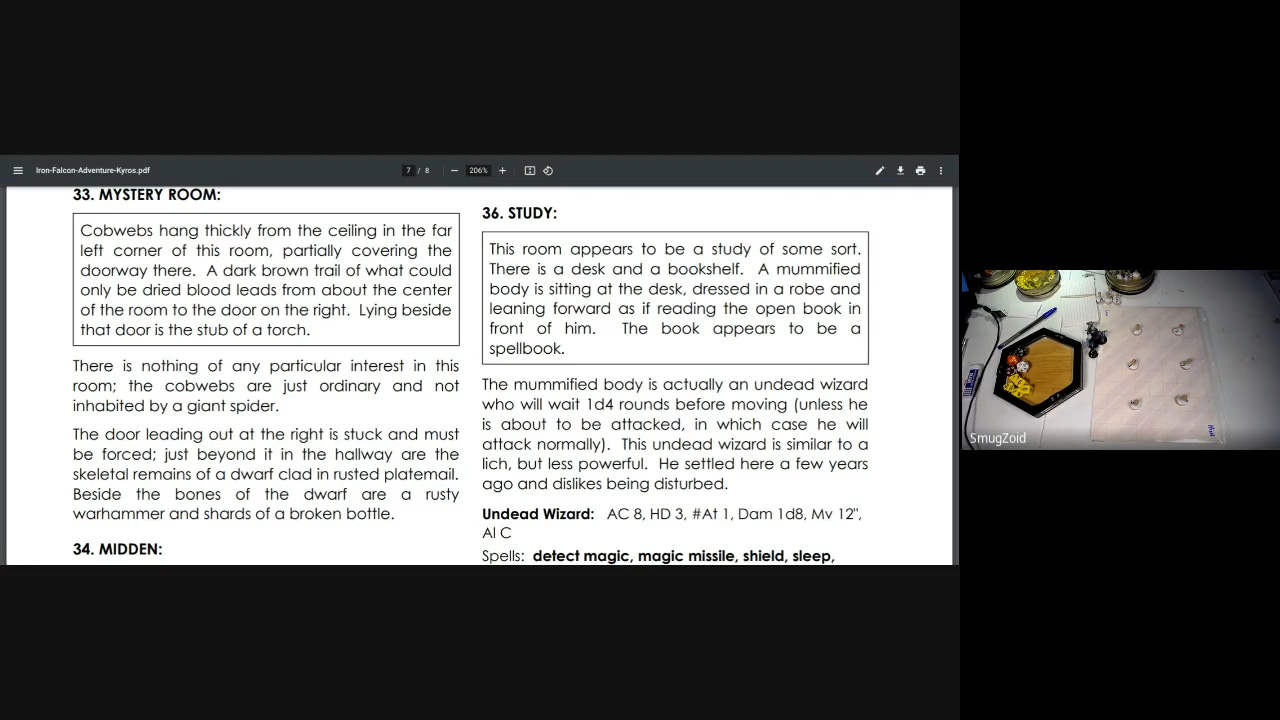 Iron-Falcon-Adventure-Kyros.pdf
7 / 8
206%
33. MYSTERY ROOM:
Cobwebs hang thickly from the ceiling in the far
left corner of this room, partially covering the
doorway there. A dark brown trail of what could
only be dried blood leads from about the center
of the room to the door on the right. Lying beside
that door is the stub of a torch.
There is nothing of any particular interest in this
room; the cobwebs are just ordinary and not
inhabited by a giant spider.
The door leading out at the right is stuck and must
be forced; just beyond it in the hallway are the
skeletal remains of a dwarf clad in rusted platemail.
Beside the bones of the dwarf are a rusty
warhammer and shards of a broken bottle.
34. MIDDEN:
36. STUDY:
This room appears to be a study of some sort.
There is a desk and a bookshelf. A mummified
body is sitting at the desk, dressed in a robe and
leaning forward as if reading the open book in
front of him. The book appears to be a
spellbook.
The mummified body is actually an undead wizard
who will wait 1d4 rounds before moving (unless he
is about to be attacked, in which case he will
attack normally). This undead wizard is similar to a
lich, but less powerful. He settled here a few years
ago and dislikes being disturbed.
Undead Wizard: AC 8, HD 3, #At 1, Dam 1d8, Mv 12",
Al C
Spells: detect magic, magic missile, shield, sleep,
SmugZoid